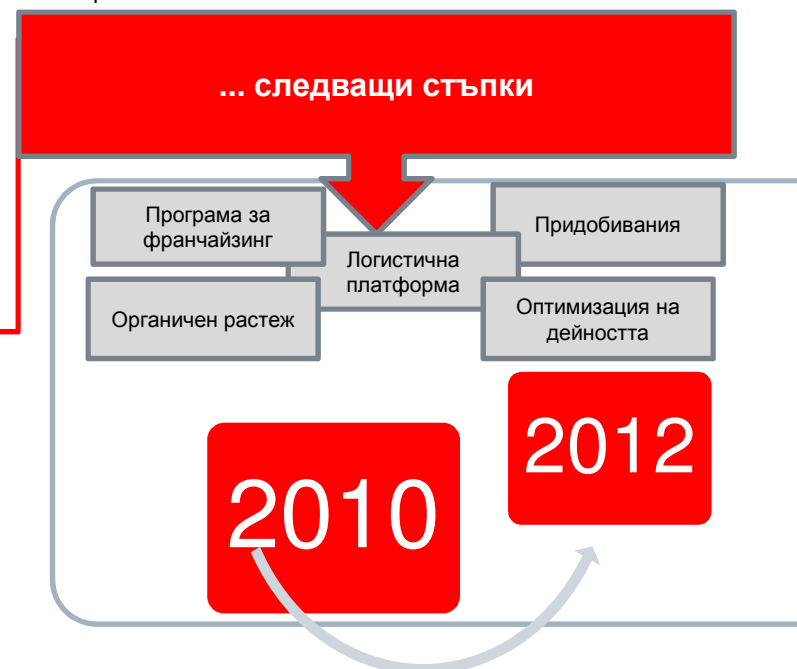 ... следващи стъпки
Програма за
франчайзинг
Придобивания
Логистична
платформа
Органичен растеж
Оптимизация на
дейността
2010
2012